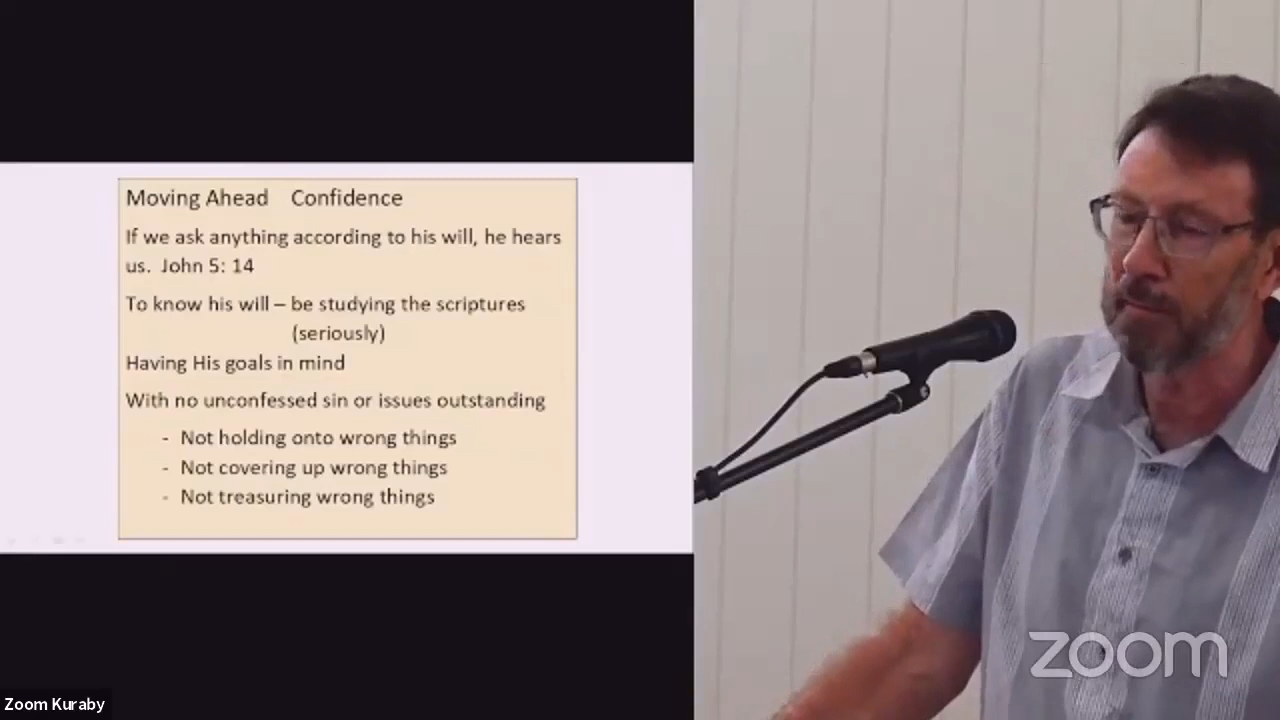 Moving Ahead Confidence
If we ask anything according to his will, he hears
us. John 5: 14
To know his will – be studying the scriptures
(seriously)
Having His goals in mind
With no unconfessed sin or issues outstanding
- Not holding onto wrong things
- Not covering up wrong things
- Not treasuring wrong things
zoom
Zoom Kuraby